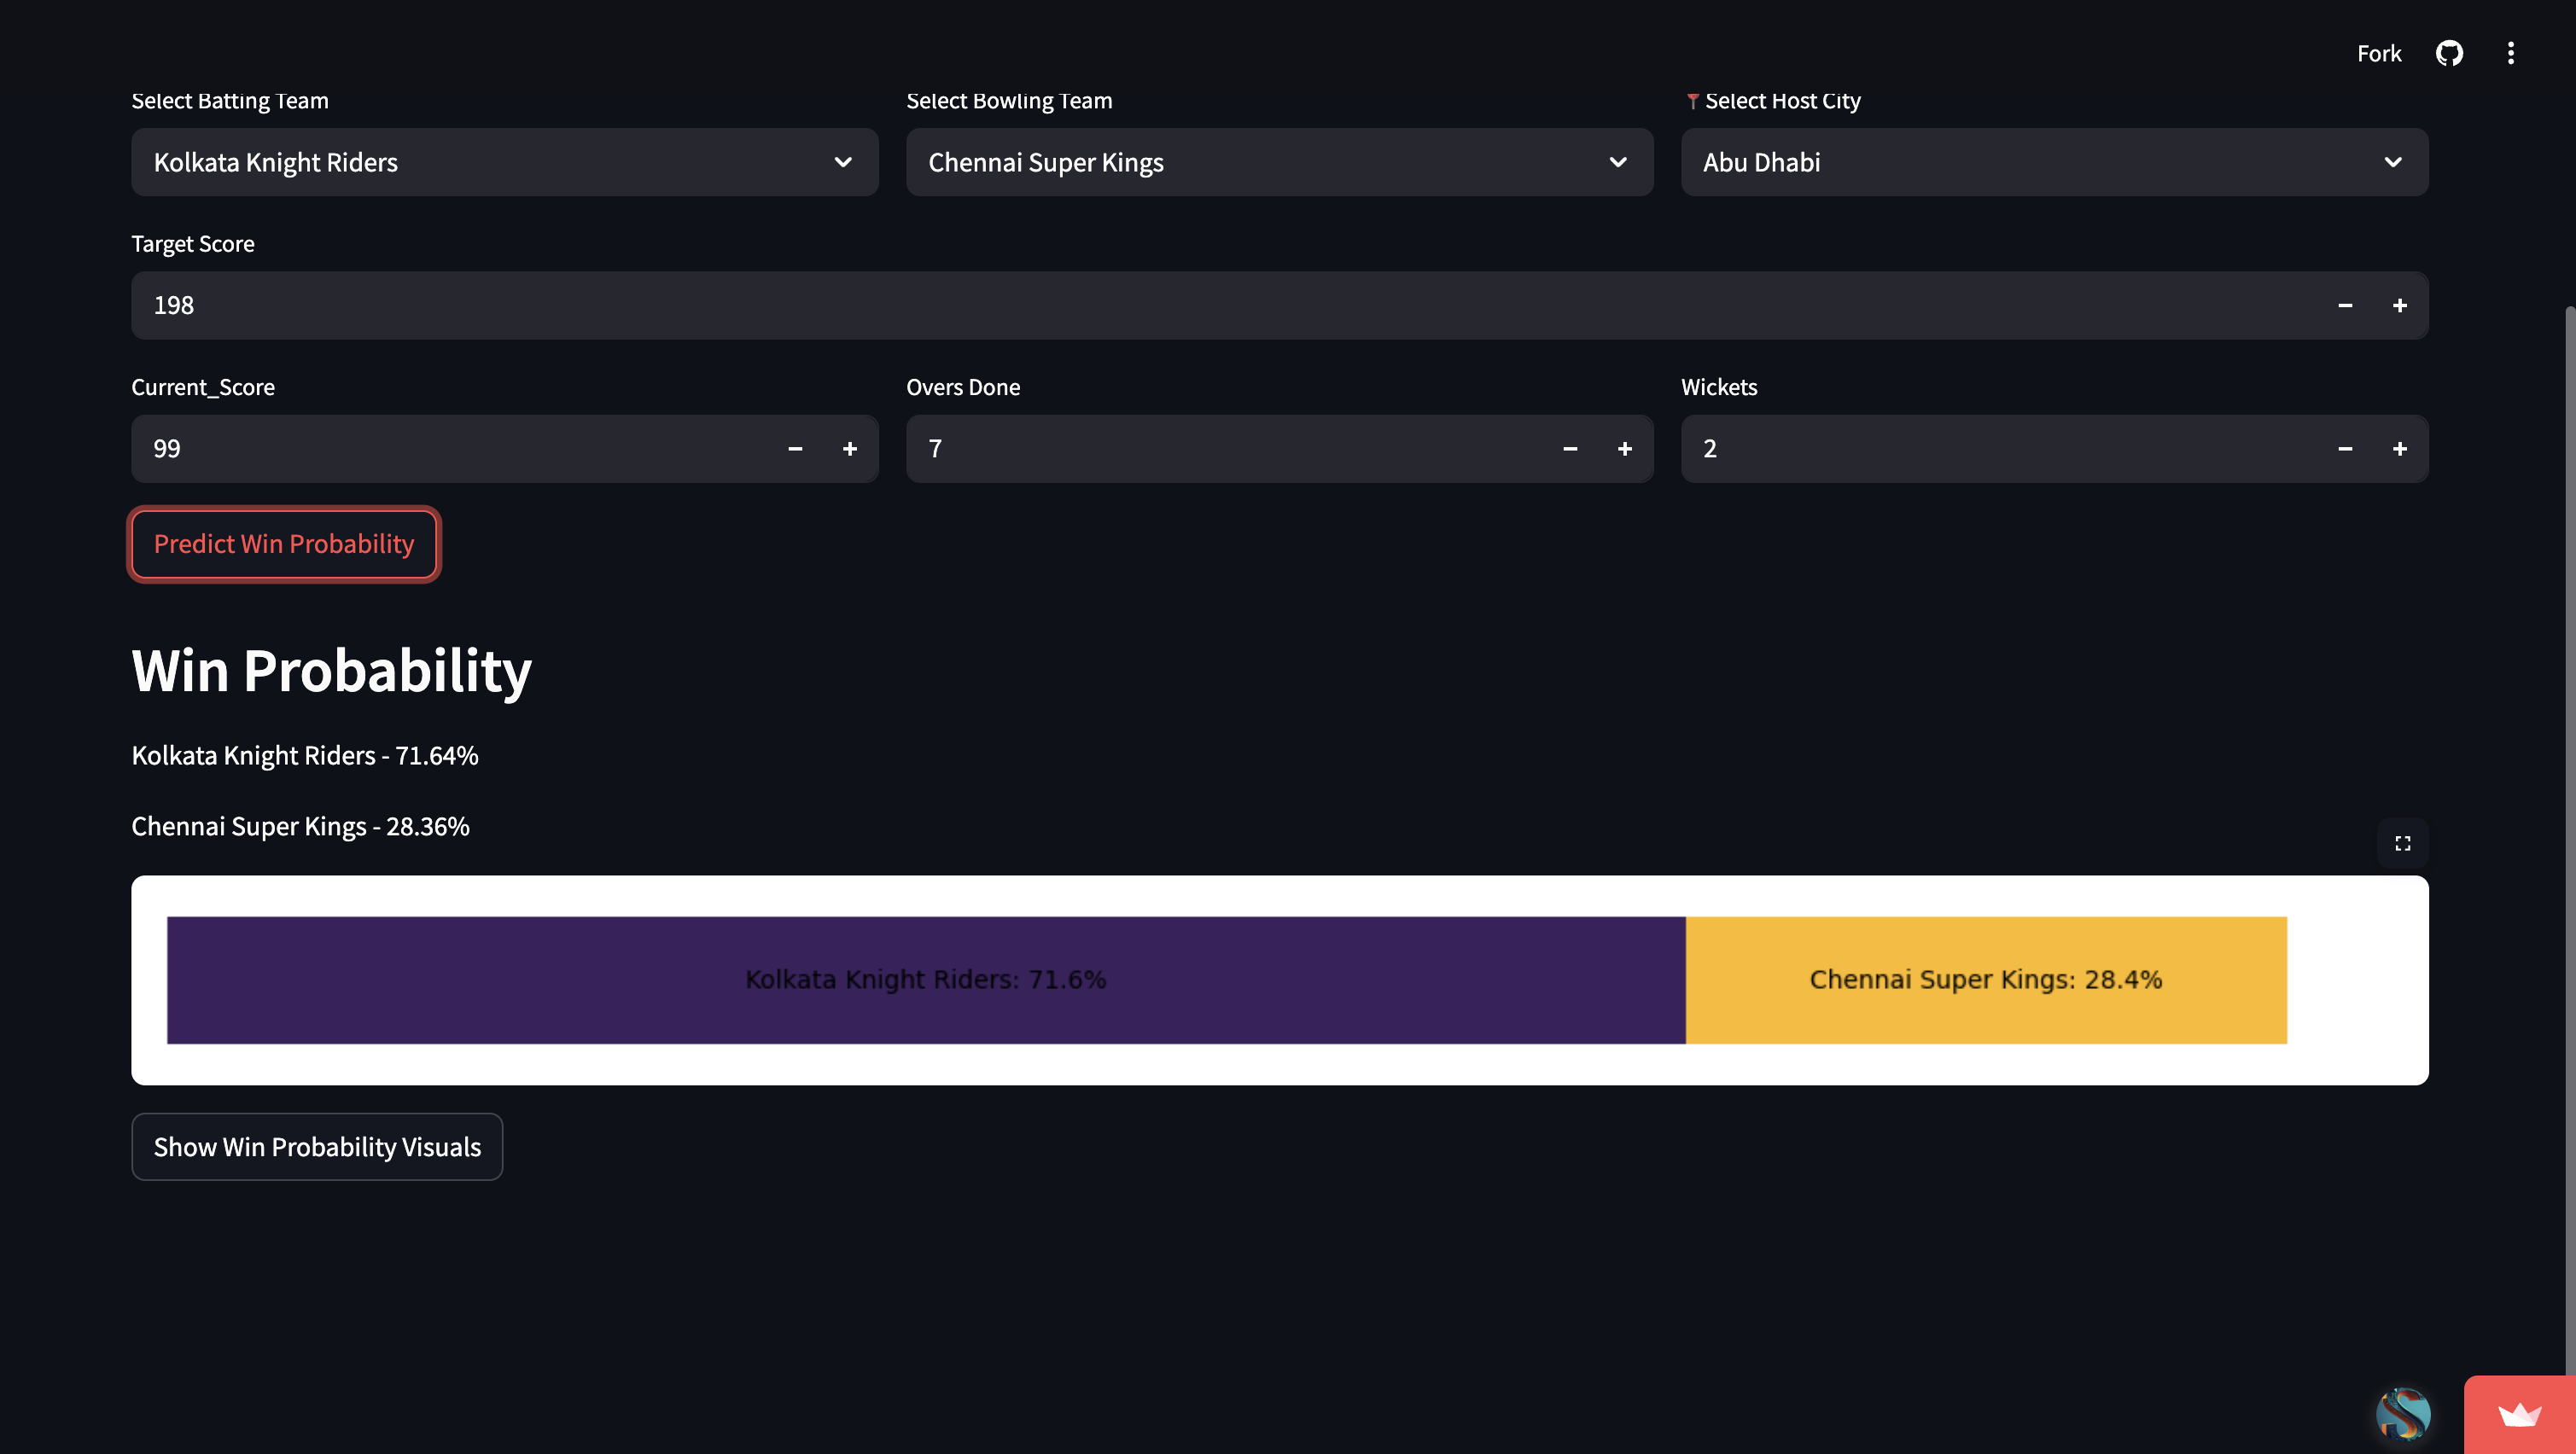 Fork
Select Batting Team
Select Bowling Team
Select Host City
Kolkata Knight Riders
Chennai Super Kings
Abu Dhabi
Target Score
198
Current_Score
Overs Done
Wickets
99
7
2
Predict Win Probability
Win Probability
Kolkata Knight Riders - 71.64%
Chennai Super Kings - 28.36%
Kolkata Knight Riders: 71.6%
Chennai Super Kings: 28.4%
Show Win Probability Visuals